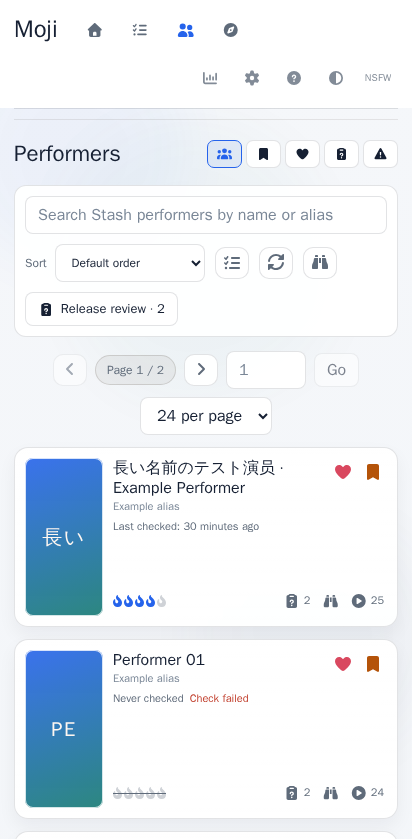 Moji
NSFW
Performers
Search Stash performers by name or alias
Sort
Default order
Release review · 2
Page 1 / 2
1
Go
24 per page
長い
長い名前のテスト演员 ·
Example Performer
Example alias
Last checked: 30 minutes ago
2
25
PE
Performer 01
Example alias
Never checked Check failed
2
24